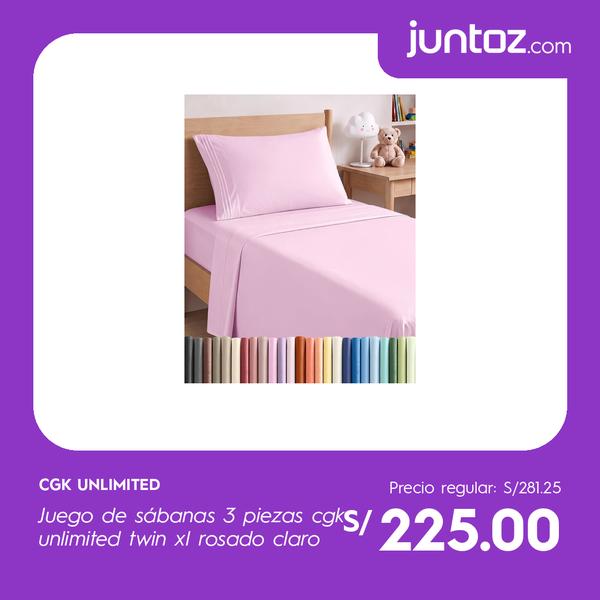 juntoz.com
CGK UNLIMITED
Juego de sábanas 3 piezas cgk
unlimited twin xl rosado claro
Precio regular: S/281.25
S/ 225.00